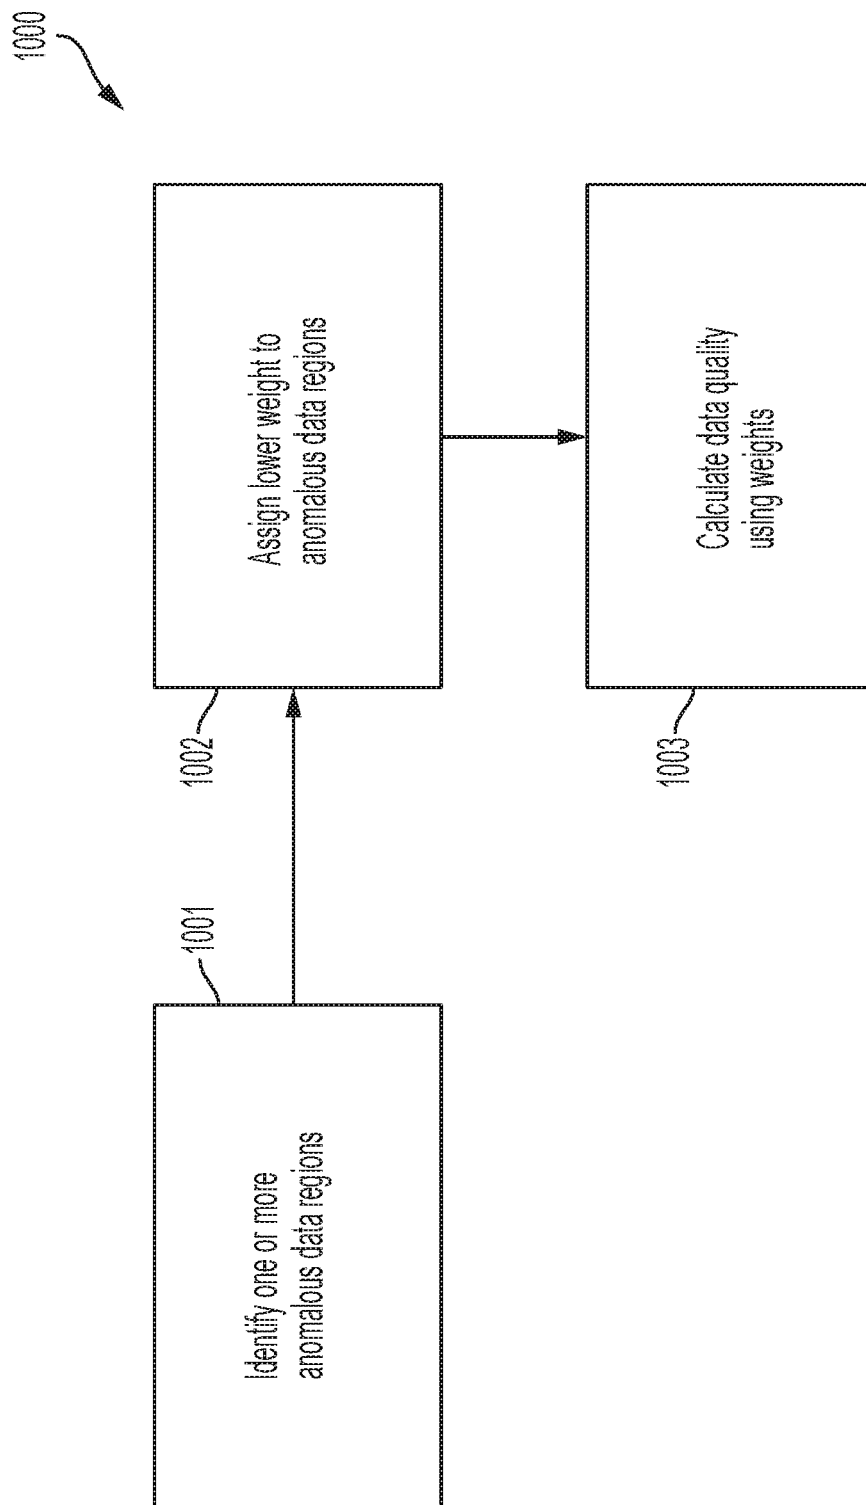 1000
1001
Identify one or more
anomalous data regions
1002
Assign lower weight to
anomalous data regions
1003
Calculate data quality
using weights